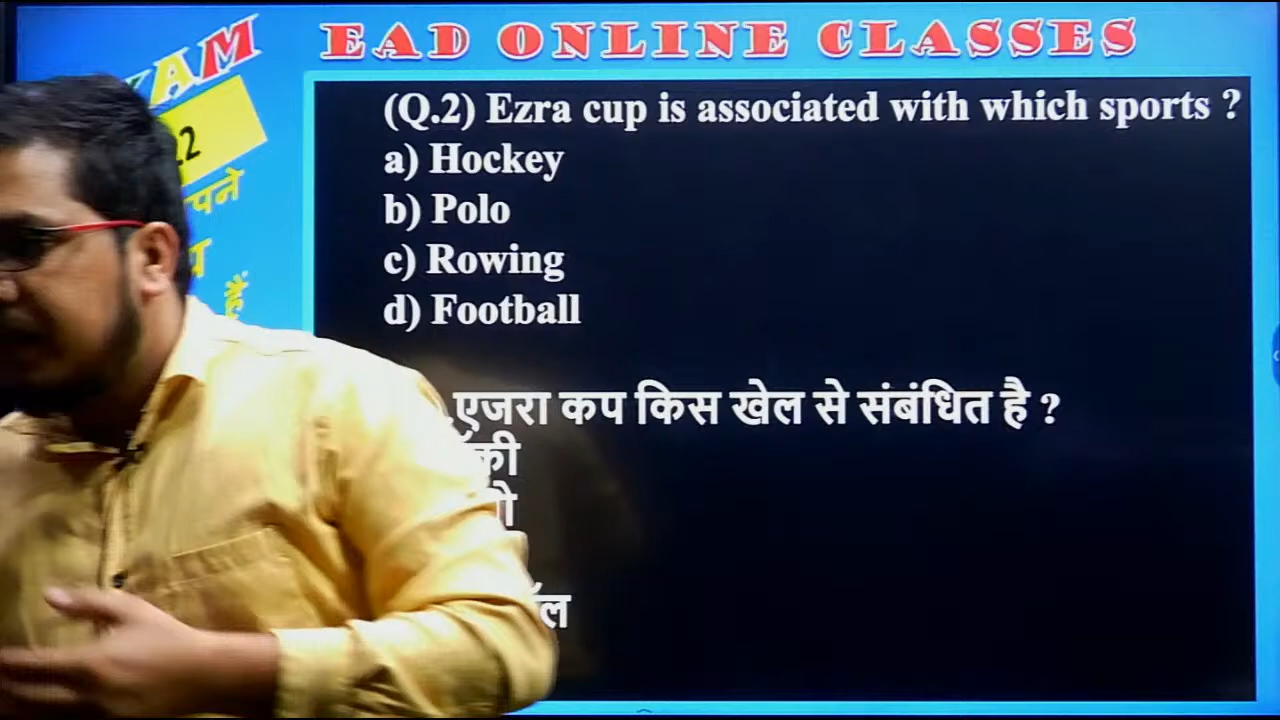 EAD ONLINE CLASSES
(Q.2) Ezra cup is associated with which sports ?
a) Hockey
b) Polo
c) Rowing
d) Football
एजरा कप किस खेल से संबंधित है ?